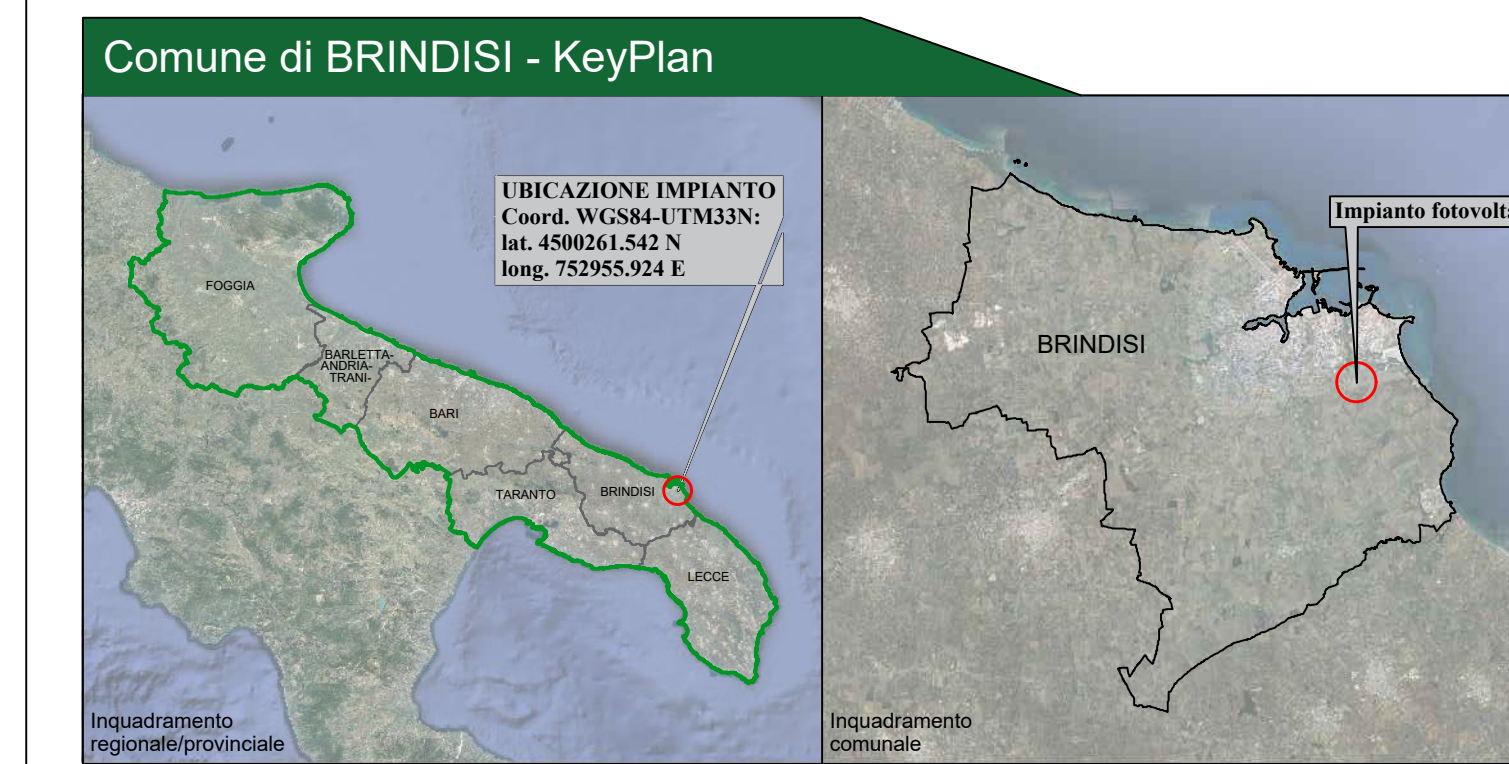 Comune di BRINDISI - KeyPlan
UBICAZIONE IMPIANTO
Coord. WGS84-UTM33N:
lat. 4500261.542 N
long. 752955.924 E
FOGGIA
BARLETTA-
ANDRIA-
TRANI-
BARI
TARANTO
BRINDISI
LECCE
Inquadramento
regionale/provinciale
Impianto fotovolt
BRINDISI
Inquadramento
comunale